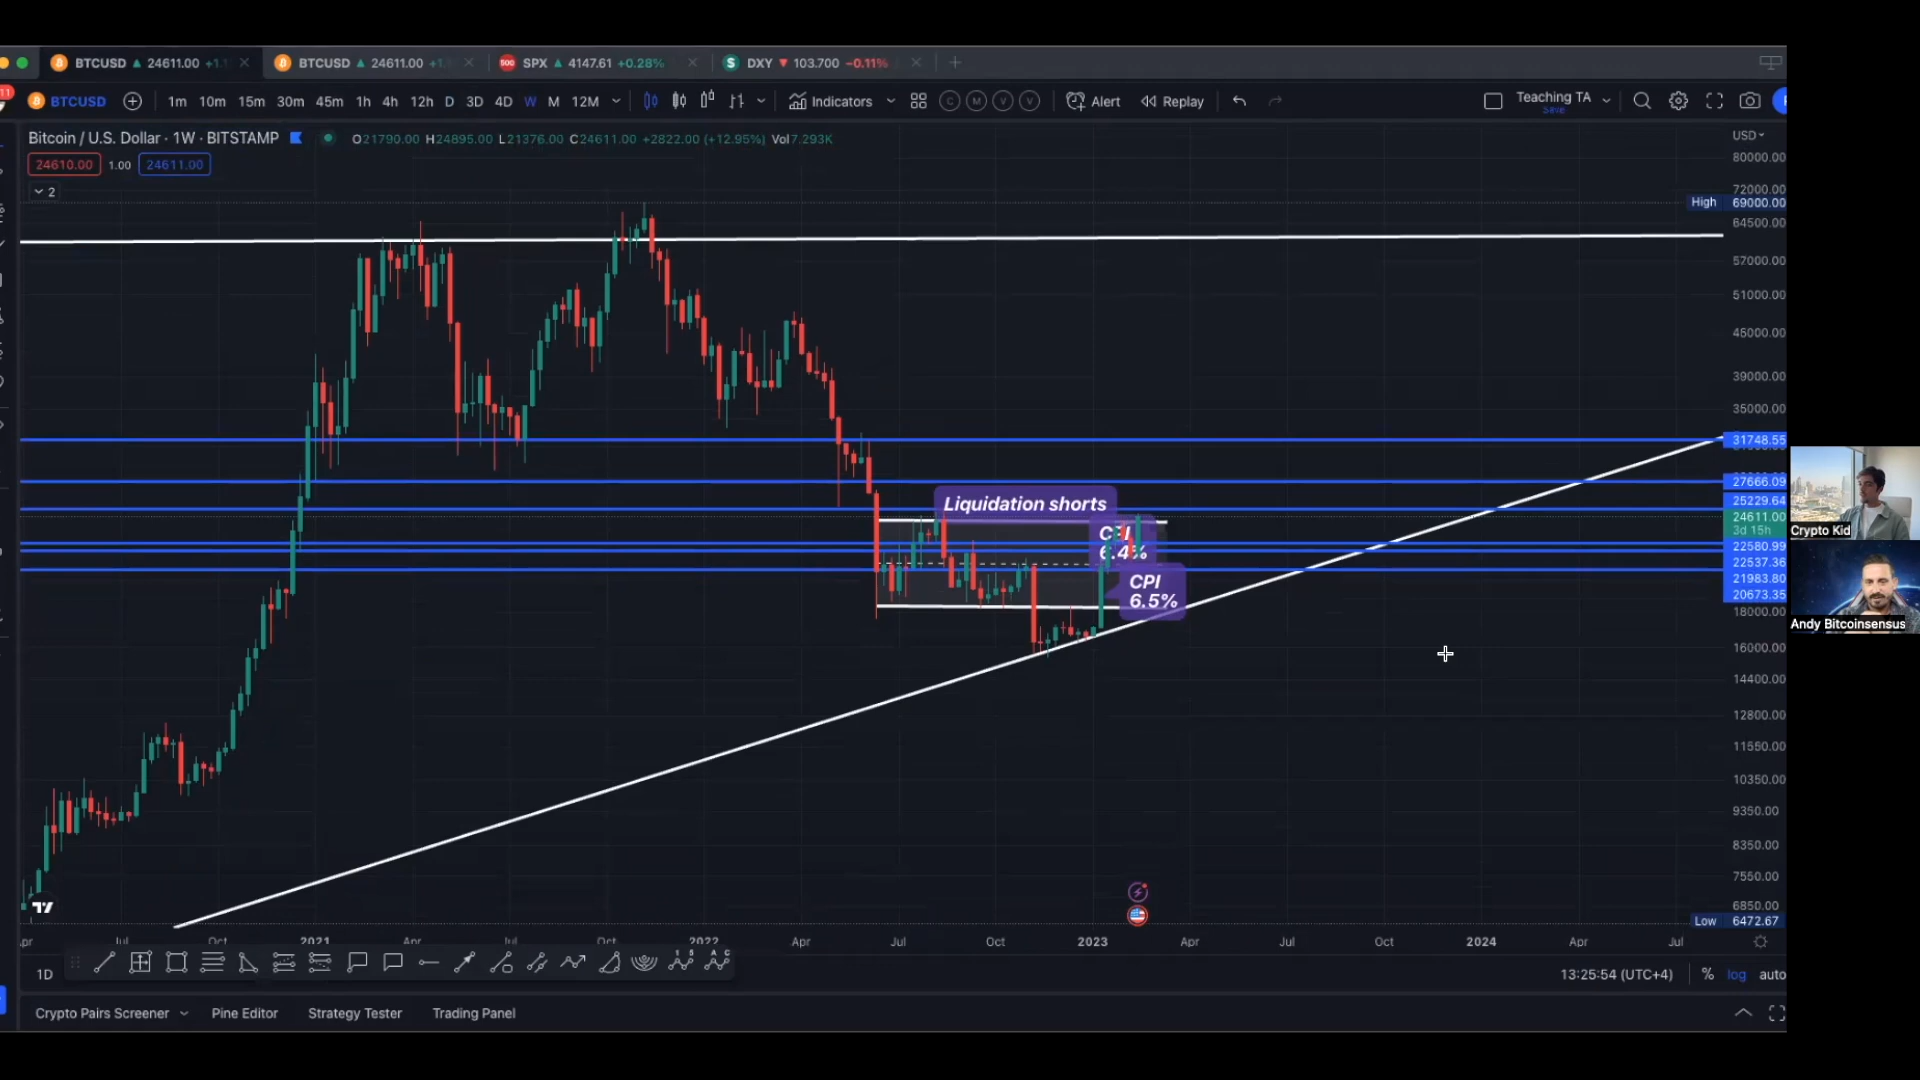 BTCUSD ▲ 24611.00 +1.1
BTCUSD ▲ 24611.00 +1
SPX ▲ 4147.61 +0.28%
DXY ▼ 103.700 −0.11%
11
BTCUSD
1m 10m 15m 30m 45m 1h 4h 12h D 3D 4D W M 12M
Indicators
C M V V
Alert
Replay
Teaching TA
Save
Bitcoin / U.S. Dollar · 1W · BITSTAMP
O21790.00 H24895.00 L21376.00 C24611.00 +2822.00 (+12.95%) Vol7.293K
24610.00 1.00 24611.00
2
USD
80000.00
72000.00
High 69000.00
64500.00
57000.00
51000.00
45000.00
39000.00
35000.00
31748.55
27666.09
25229.64
24611.00
3d 15h
22580.99
22537.36
21983.80
20673.35
18000.00
16000.00
14400.00
12800.00
11550.00
10350.00
9350.00
8350.00
7550.00
6850.00
Low 6472.67
Liquidation shorts
CPI
6.4%
CPI
6.5%
Crypto Kid
Andy Bitcoinsensus
pr Jul Oct 2021 Apr Jul Oct 2022 Apr Jul Oct 2023 Apr Jul Oct 2024 Apr Jul
1D
13:25:54 (UTC+4) % log auto
Crypto Pairs Screener Pine Editor Strategy Tester Trading Panel